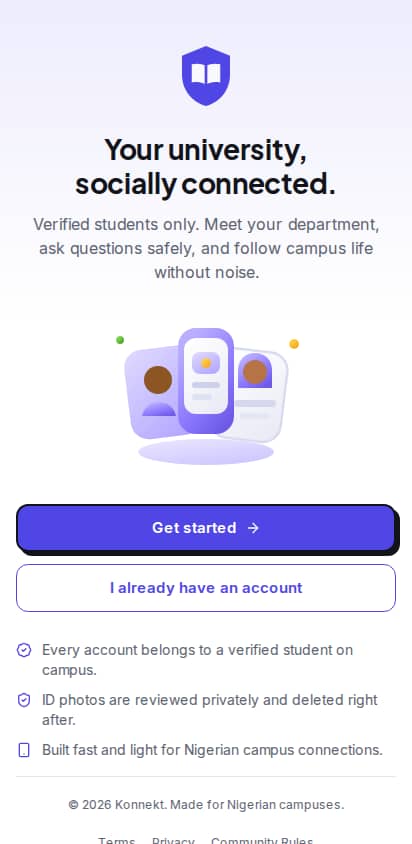 Your university,
socially connected.
Verified students only. Meet your department,
ask questions safely, and follow campus life
without noise.
Get started →
I already have an account
Every account belongs to a verified student on
campus.
ID photos are reviewed privately and deleted right
after.
Built fast and light for Nigerian campus connections.
© 2026 Konnekt. Made for Nigerian campuses.
Terms Privacy Community Rules